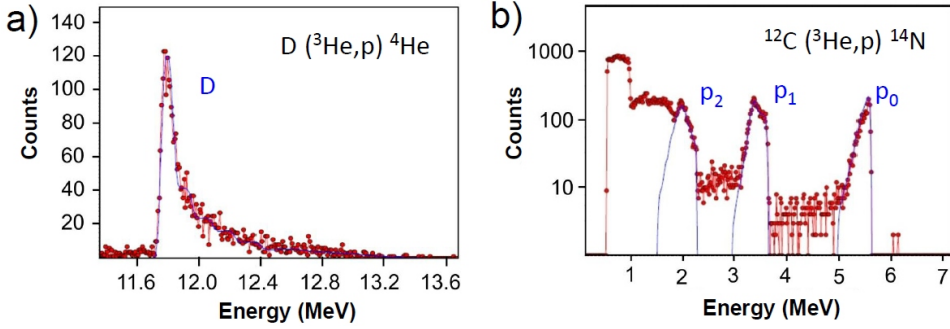 a)
D (³He,p) ⁴He
D
140
120
100
80
60
40
20
Counts
11.6 12.0 12.4 12.8 13.2 13.6
Energy (MeV)
b)
¹²C (³He,p) ¹⁴N
p₂ p₁ p₀
1000
100
10
Counts
1 2 3 4 5 6 7
Energy (MeV)